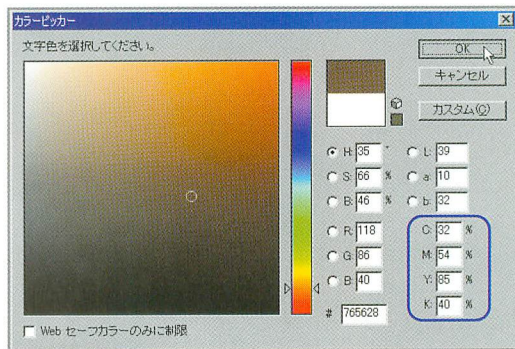 カラーピッカー
文字色を選択してください。
OK
キャンセル
カスタム(C)
H: 35 °
S: 66 %
B: 46 %
R: 118
G: 86
B: 40
# 765628
L: 39
a: 10
b: 32
C: 32 %
M: 54 %
Y: 85 %
K: 40 %
Web セーフカラーのみに制限